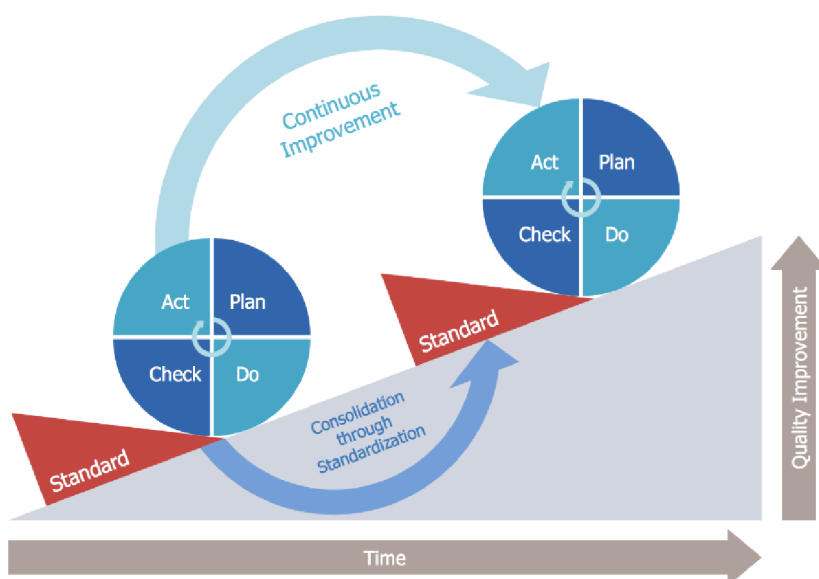 Continuous
Improvement
Act
Plan
Check
Do
Act
Plan
Check
Do
Standard
Standard
Consolidation
through
Standardization
Quality Improvement
Time